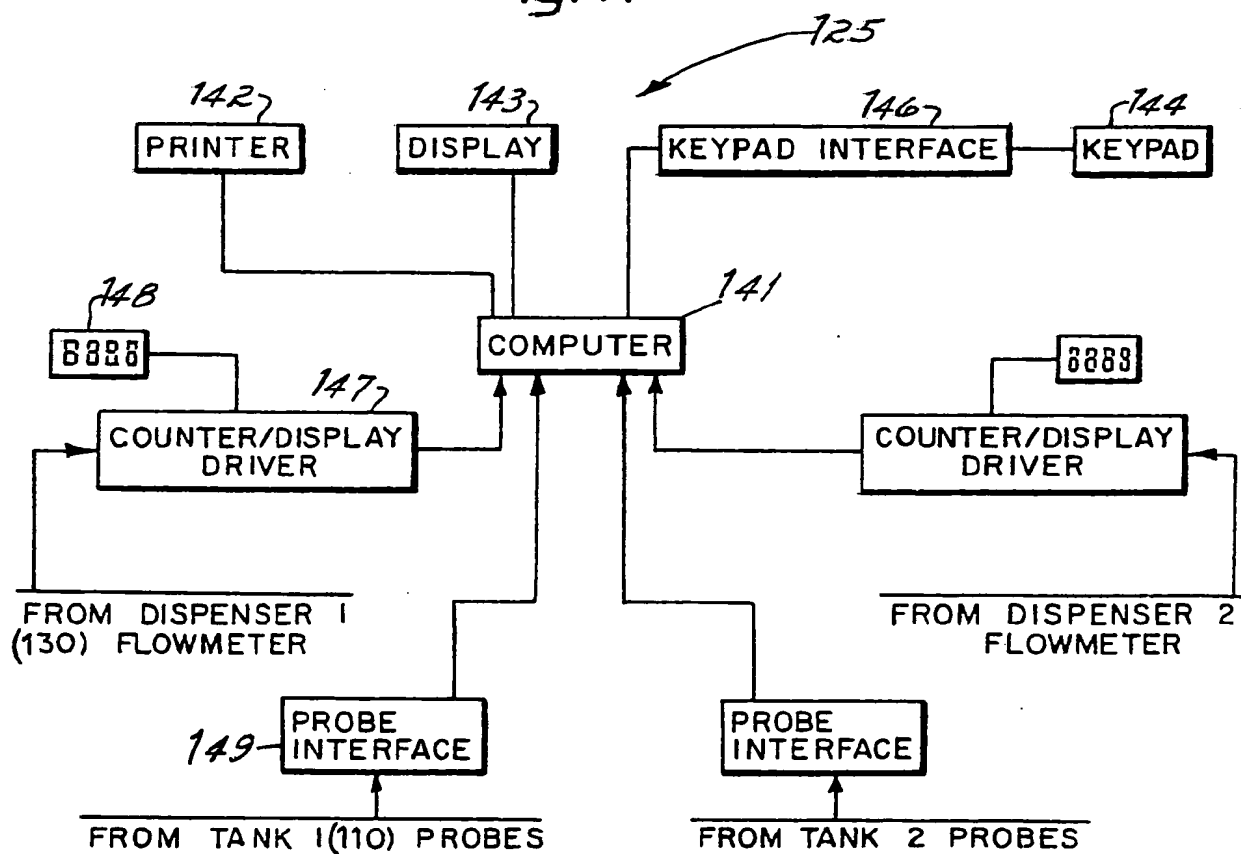 125
142
143
146
144
PRINTER
DISPLAY
KEYPAD INTERFACE
KEYPAD
148
141
COMPUTER
147
COUNTER/DISPLAY
DRIVER
COUNTER/DISPLAY
DRIVER
FROM DISPENSER 1
(130) FLOWMETER
FROM DISPENSER 2
FLOWMETER
149
PROBE
INTERFACE
PROBE
INTERFACE
FROM TANK 1(110) PROBES
FROM TANK 2 PROBES